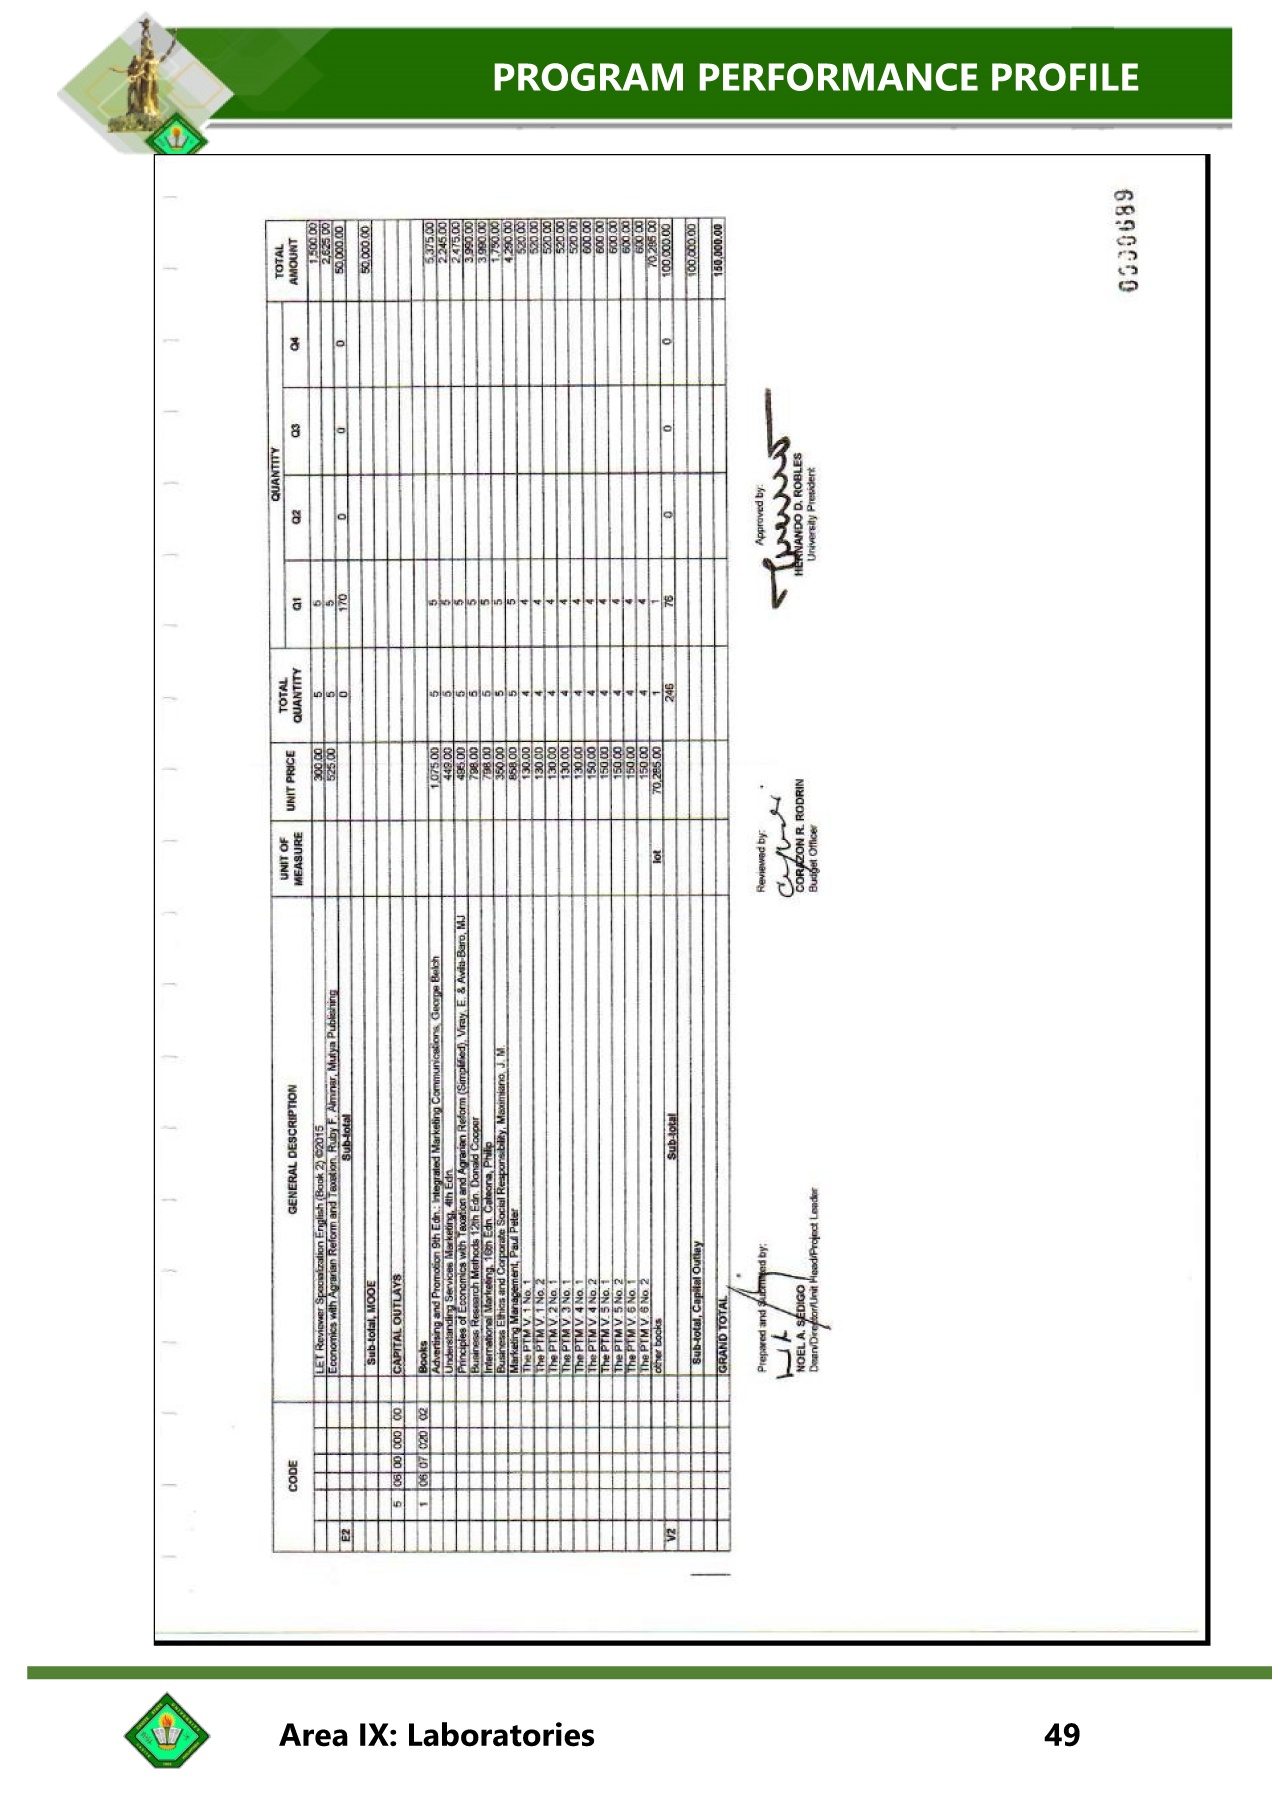 PROGRAM PERFORMANCE PROFILE
0000689
CODE GENERAL DESCRIPTION UNIT OF MEASURE UNIT PRICE TOTAL QUANTITY QUANTITY TOTAL AMOUNT
Q1 Q2 Q3 Q4
LET Reviewer Specialization English (Book 2) ©2015 300.00 5 5 1,500.00
Economics with Agrarian Reform and Taxation, Ruby F. Alminar, Mutya Publishing 525.00 5 5 2,625.00
E2 Sub-total 0 170 0 0 0 50,000.00
Sub-total, MOOE 50,000.00
5 06 00 000 00 CAPITAL OUTLAYS
1 06 07 020 02 Books
Advertising and Promotion 9th Edn.: Integrated Marketing Communications, George Belch 1,075.00 5 5 5,375.00
Understanding Services Marketing, 4th Edn. 449.00 5 5 2,245.00
Principles of Economics with Taxation and Agrarian Reform (Simplified), Viray, E. & Avila-Baro, MJ 495.00 5 5 2,475.00
Business Research Methods 12th Edn. Donald Cooper 798.00 5 5 3,990.00
International Marketing, 16th Edn. Cateona, Philip 798.00 5 5 3,990.00
Business Ethics and Corporate Social Responsibility, Maximiano, J. M. 350.00 5 5 1,750.00
Marketing Management, Paul Peter 858.00 5 5 4,290.00
The PTM V. 1 No. 1 130.00 4 4 520.00
The PTM V. 1 No. 2 130.00 4 4 520.00
The PTM V. 2 No. 1 130.00 4 4 520.00
The PTM V. 3 No. 1 130.00 4 4 520.00
The PTM V. 4 No. 1 130.00 4 4 520.00
The PTM V. 4 No. 2 150.00 4 4 600.00
The PTM V. 5 No. 1 150.00 4 4 600.00
The PTM V. 5 No. 2 150.00 4 4 600.00
The PTM V. 6 No. 1 150.00 4 4 600.00
The PTM V. 6 No. 2 150.00 4 4 600.00
other books lot 70,285.00 1 1 70,285.00
V2 Sub-total 246 76 0 0 0 100,000.00
Sub-total, Capital Outlay 100,000.00
GRAND TOTAL 150,000.00
Prepared and Submitted by: Reviewed by: Approved by:
NOEL A. SEDIGO CORAZON R. RODRIN HERNANDO D. ROBLES
Dean/Director/Unit Head/Project Leader Budget Officer University President
Area IX: Laboratories 49